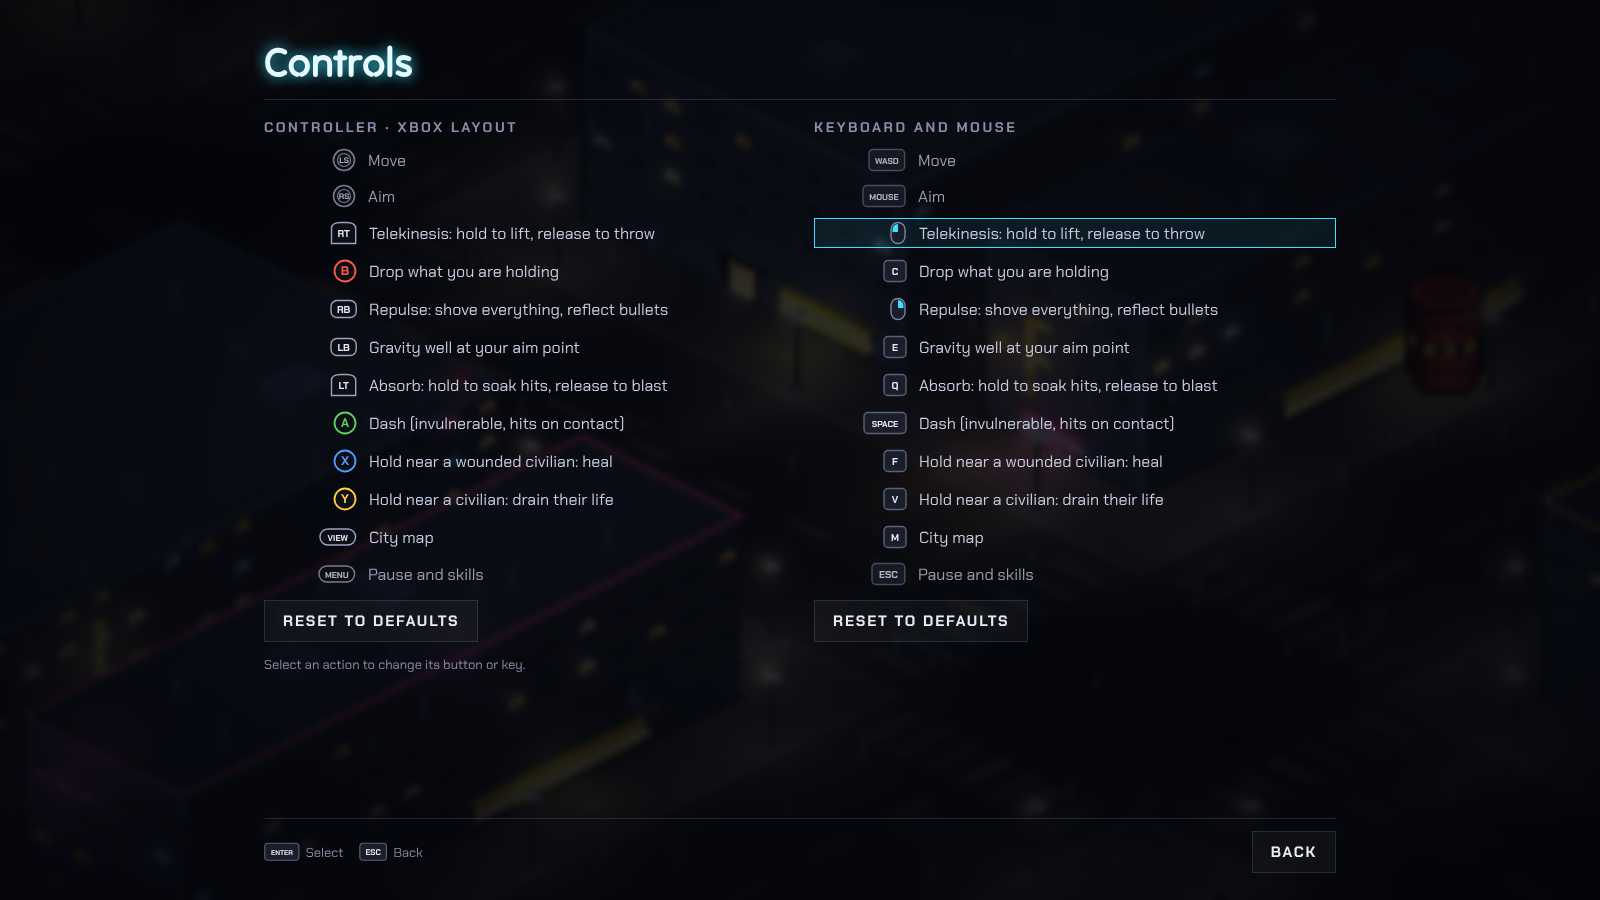 Controls
CONTROLLER · XBOX LAYOUT
LS Move
RS Aim
RT Telekinesis: hold to lift, release to throw
B Drop what you are holding
RB Repulse: shove everything, reflect bullets
LB Gravity well at your aim point
LT Absorb: hold to soak hits, release to blast
A Dash (invulnerable, hits on contact)
X Hold near a wounded civilian: heal
Y Hold near a civilian: drain their life
VIEW City map
MENU Pause and skills
RESET TO DEFAULTS
Select an action to change its button or key.
KEYBOARD AND MOUSE
WASD Move
MOUSE Aim
Telekinesis: hold to lift, release to throw
C Drop what you are holding
Repulse: shove everything, reflect bullets
E Gravity well at your aim point
Q Absorb: hold to soak hits, release to blast
SPACE Dash (invulnerable, hits on contact)
F Hold near a wounded civilian: heal
V Hold near a civilian: drain their life
M City map
ESC Pause and skills
RESET TO DEFAULTS
ENTER Select ESC Back
BACK